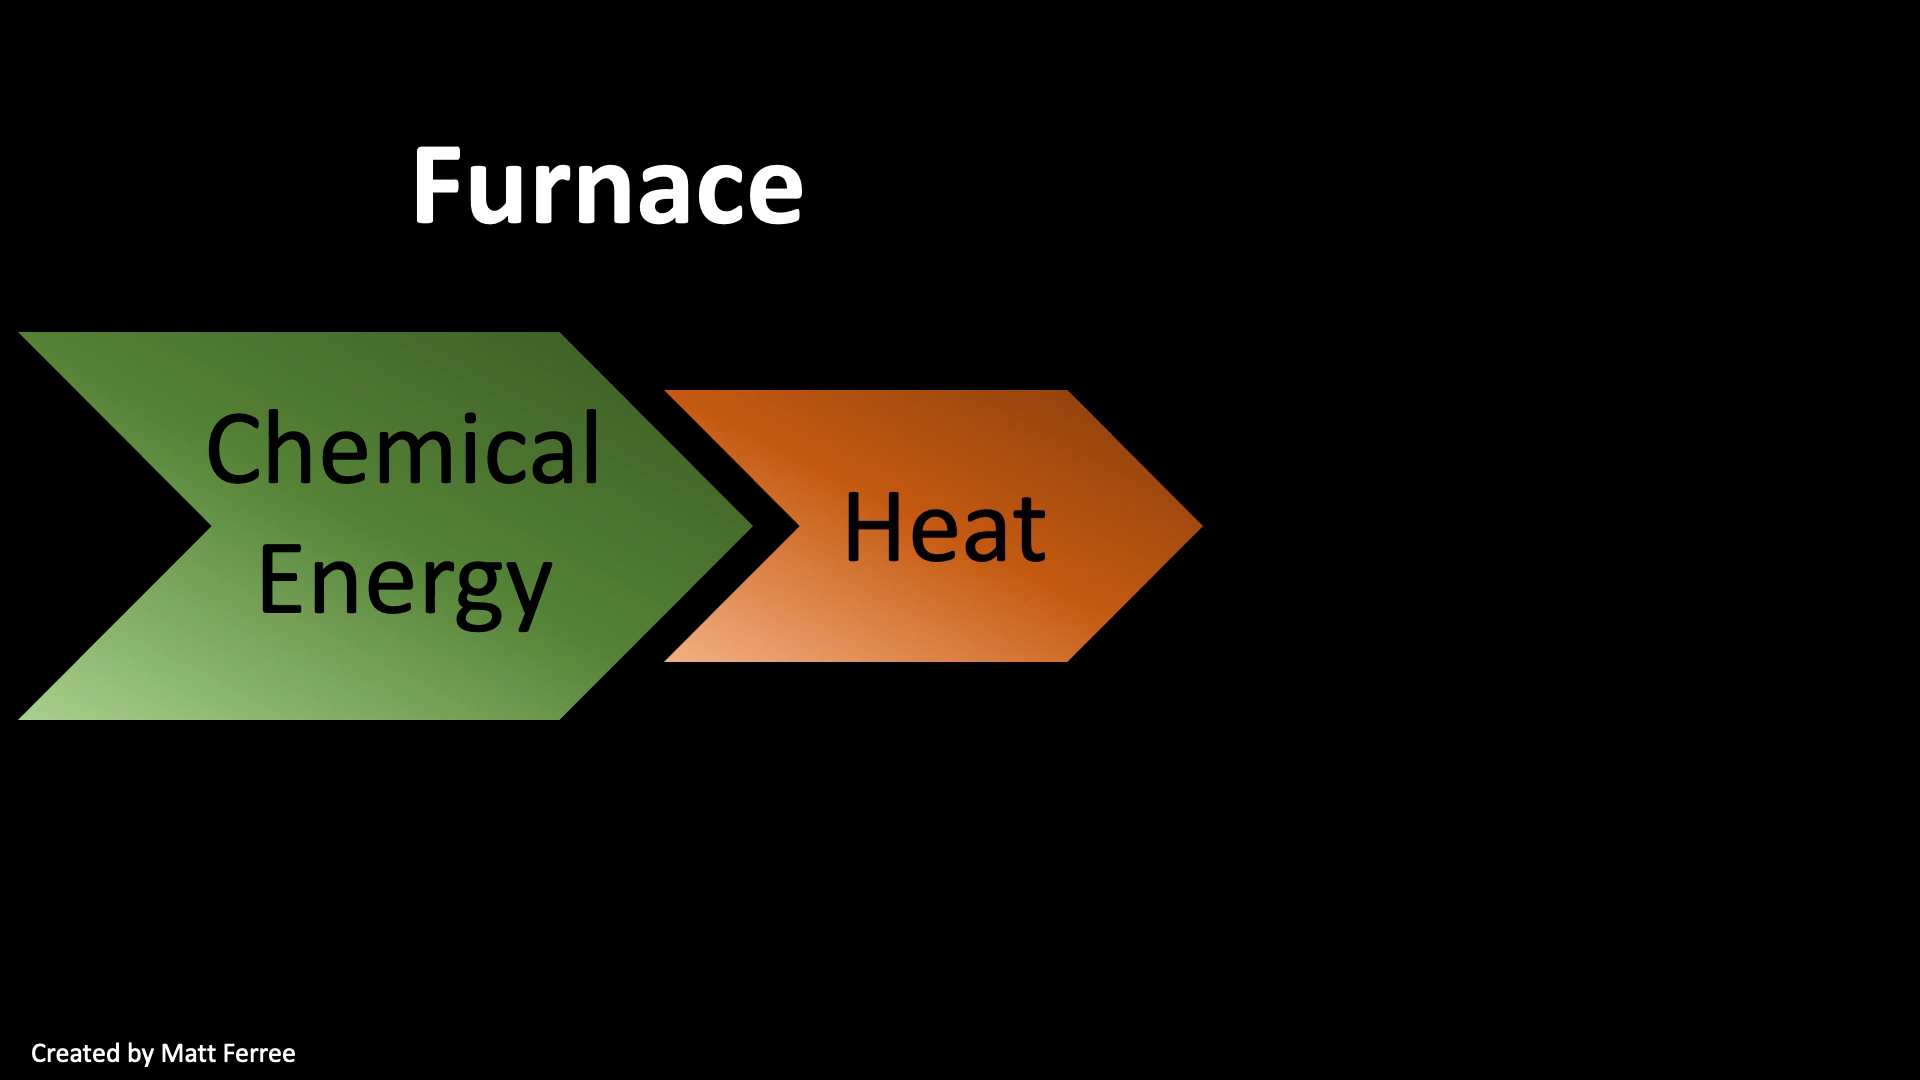 Furnace
Chemical
Energy
Heat
Created by Matt Ferree